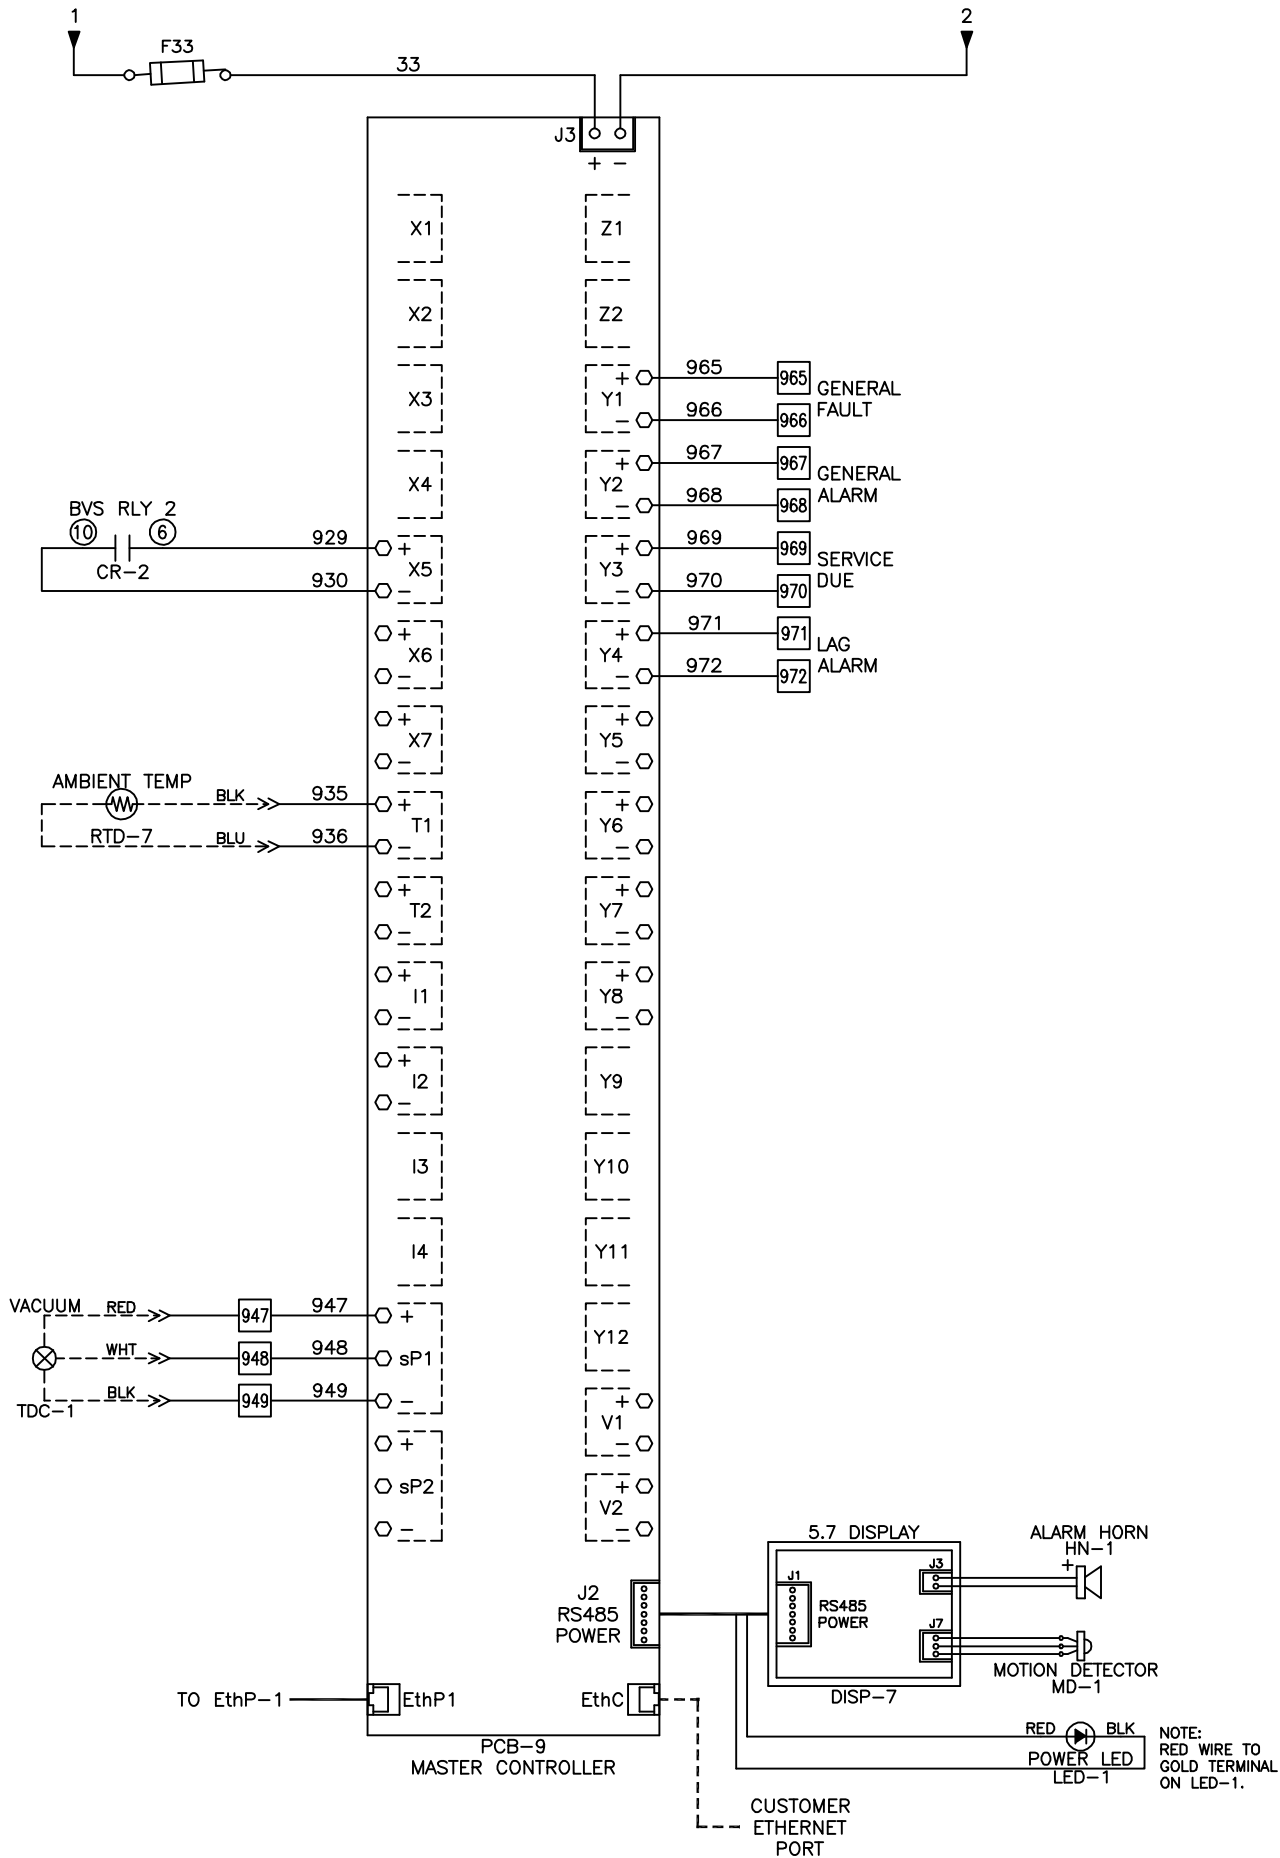 1
2
F33
33
J3
+ −
X1
Z1
X2
Z2
X3
Y1
+
−
965
966
965
966
GENERAL
FAULT
X4
Y2
+
−
967
968
967
968
GENERAL
ALARM
BVS RLY 2
10
6
CR−2
929
930
+
X5
−
Y3
+
−
969
970
969
970
SERVICE
DUE
+
X6
−
Y4
+
−
971
972
971
972
LAG
ALARM
+
X7
−
+
Y5
−
AMBIENT TEMP
BLK
935
RTD−7
BLU
936
+
T1
−
+
Y6
−
+
T2
−
+
Y7
−
+
I1
−
+
Y8
−
+
I2
−
Y9
I3
Y10
I4
Y11
VACUUM
RED
947
947
+
WHT
948
948
sP1
BLK
949
949
−
TDC−1
Y12
+
V1
−
+
sP2
−
+
V2
−
J2
RS485
POWER
5.7 DISPLAY
J1
RS485
POWER
J3
J7
DISP−7
ALARM HORN
HN−1
+
MOTION DETECTOR
MD−1
TO EthP−1
EthP1
EthC
PCB−9
MASTER CONTROLLER
RED
BLK
POWER LED
LED−1
NOTE:
RED WIRE TO
GOLD TERMINAL
ON LED−1.
CUSTOMER
ETHERNET
PORT